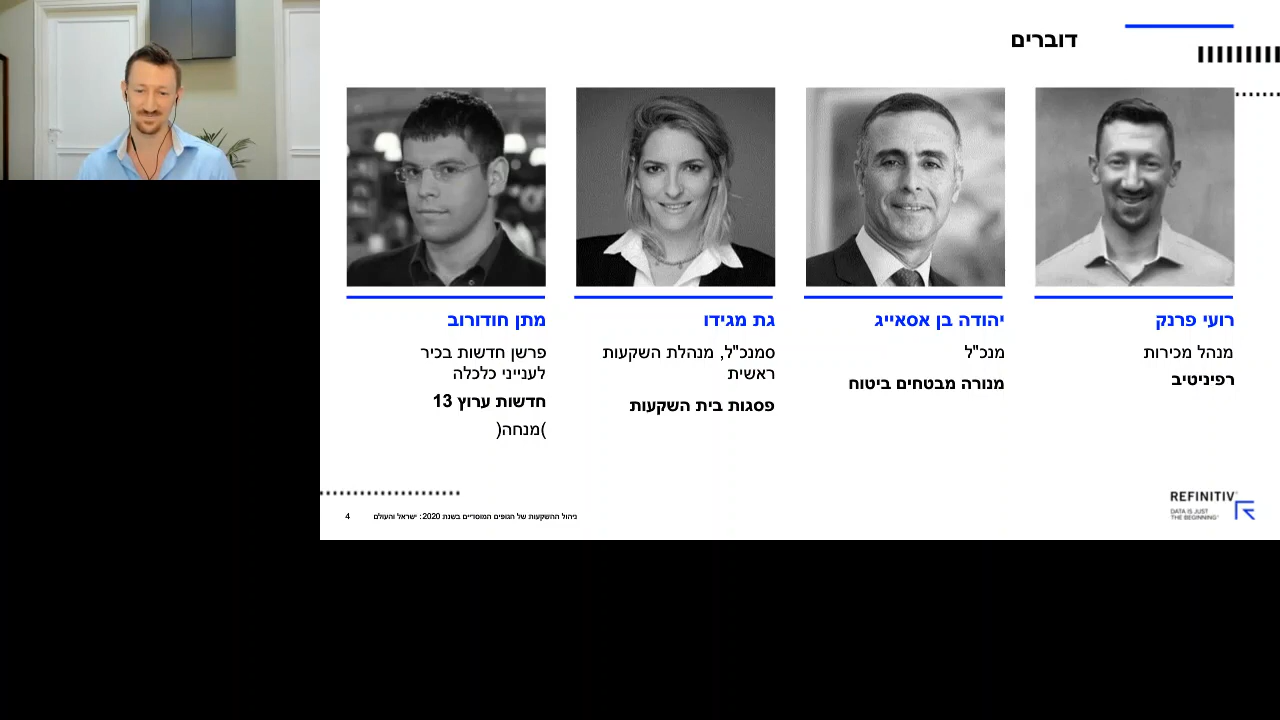 דוברים
רועי פרנק
מנהל מכירות
רפיניטיב
יהודה בן אסאייג
מנכ"ל
מנורה מבטחים ביטוח
גת מגידו
סמנכ"ל, מנהלת השקעות
ראשית
פסגות בית השקעות
מתן חודורוב
פרשן חדשות בכיר
לענייני כלכלה
חדשות ערוץ 13
)מנחה(
REFINITIV
DATA IS JUST
THE BEGINNING
ניהול ההשקעות של הגופים המוסדיים בשנת 2020: ישראל והעולם
4